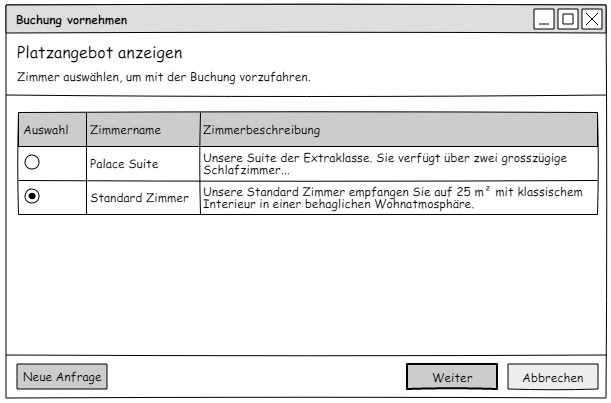 Buchung vornehmen
Platzangebot anzeigen
Zimmer auswählen, um mit der Buchung vorzufahren.
Auswahl Zimmername Zimmerbeschreibung
Palace Suite
Unsere Suite der Extraklasse. Sie verfügt über zwei grosszügige
Schlafzimmer...
Standard Zimmer
Unsere Standard Zimmer empfangen Sie auf 25 m² mit klassischem
Interieur in einer behaglichen Wohnatmosphäre.
Neue Anfrage Weiter Abbrechen